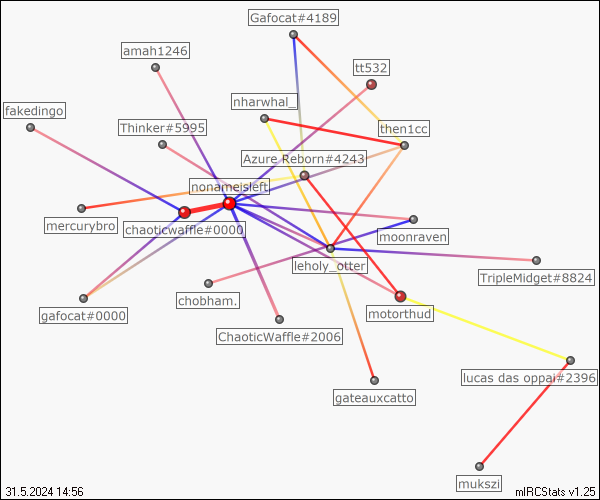 Gafocat#4189
amah1246
tt532
nharwhal_
fakedingo
Thinker#5995
then1cc
Azure Reborn#4243
nonameisleft
mercurybro
chaoticwaffle#0000
moonraven
leholy_otter
TripleMidget#8824
chobham.
gafocat#0000
motorthud
ChaoticWaffle#2006
lucas das oppai#2396
gateauxcatto
mukszi
31.5.2024 14:56
mIRCStats v1.25